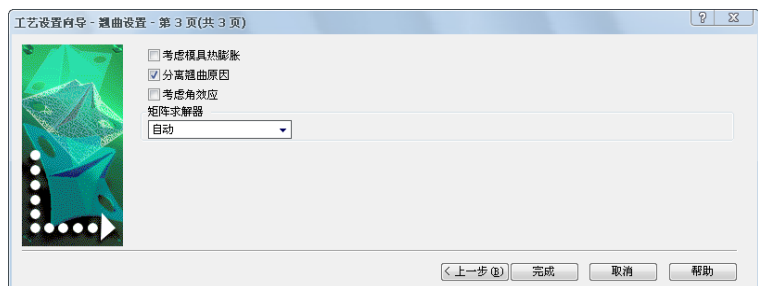 工艺设置向导 - 翘曲设置 - 第 3 页(共 3 页)
考虑模具热膨胀
分离翘曲原因
考虑角效应
矩阵求解器
自动
< 上一步(B) 完成 取消 帮助